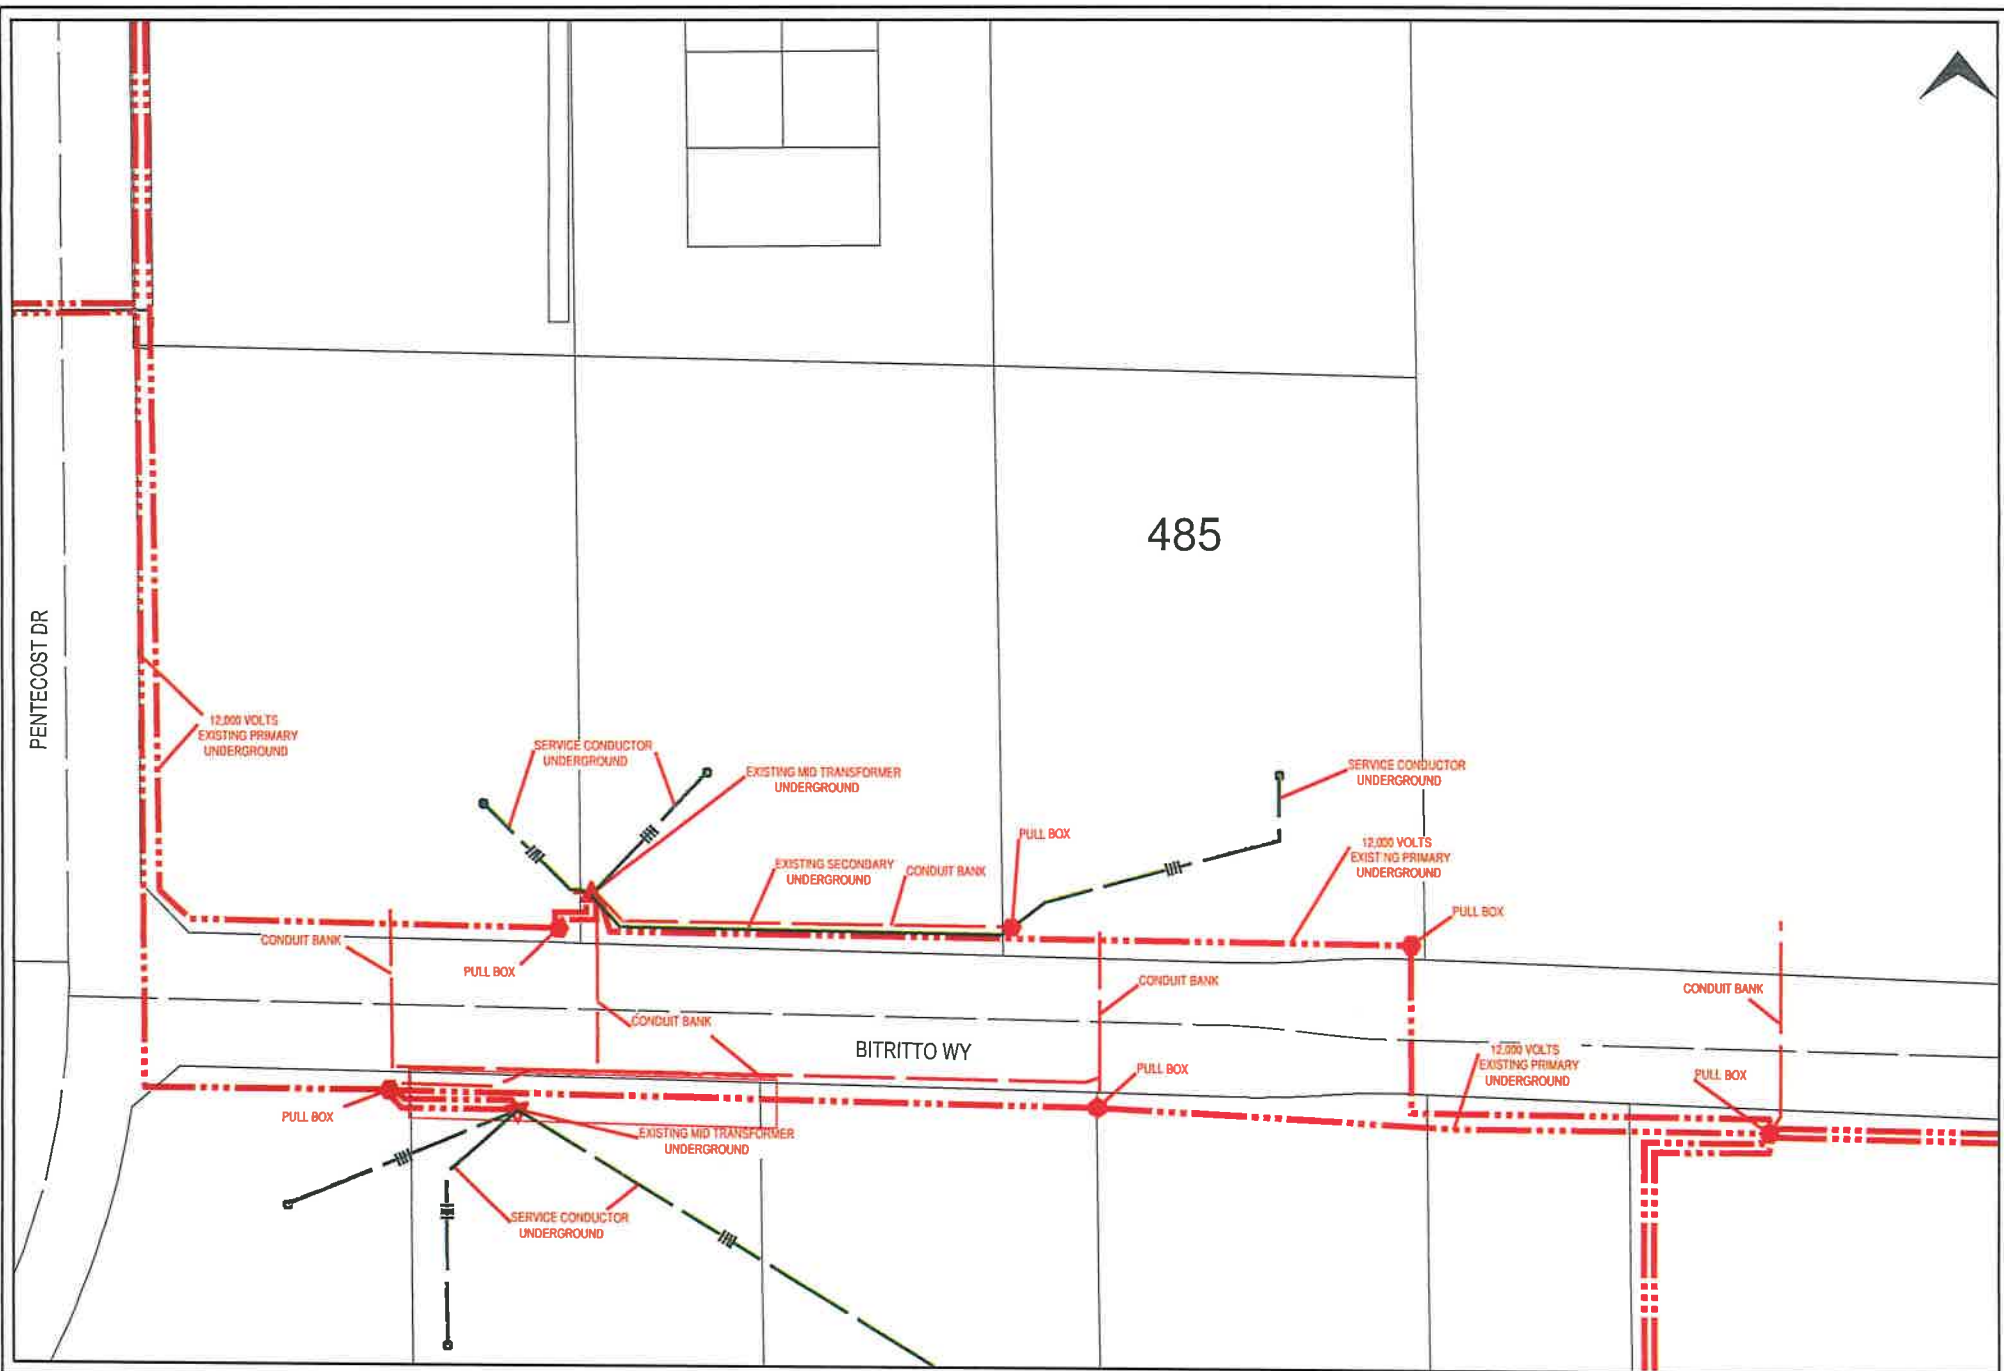 485
PENTECOST DR
12,000 VOLTS
EXISTING PRIMARY
UNDERGROUND
SERVICE CONDUCTOR
UNDERGROUND
EXISTING MID TRANSFORMER
UNDERGROUND
SERVICE CONDUCTOR
UNDERGROUND
PULL BOX
12,000 VOLTS
EXISTING PRIMARY
UNDERGROUND
EXISTING SECONDARY
UNDERGROUND
CONDUIT BANK
PULL BOX
CONDUIT BANK
PULL BOX
CONDUIT BANK
CONDUIT BANK
CONDUIT BANK
BITRITTO WY
12,000 VOLTS
EXISTING PRIMARY
UNDERGROUND
PULL BOX
PULL BOX
PULL BOX
EXISTING MID TRANSFORMER
UNDERGROUND
SERVICE CONDUCTOR
UNDERGROUND